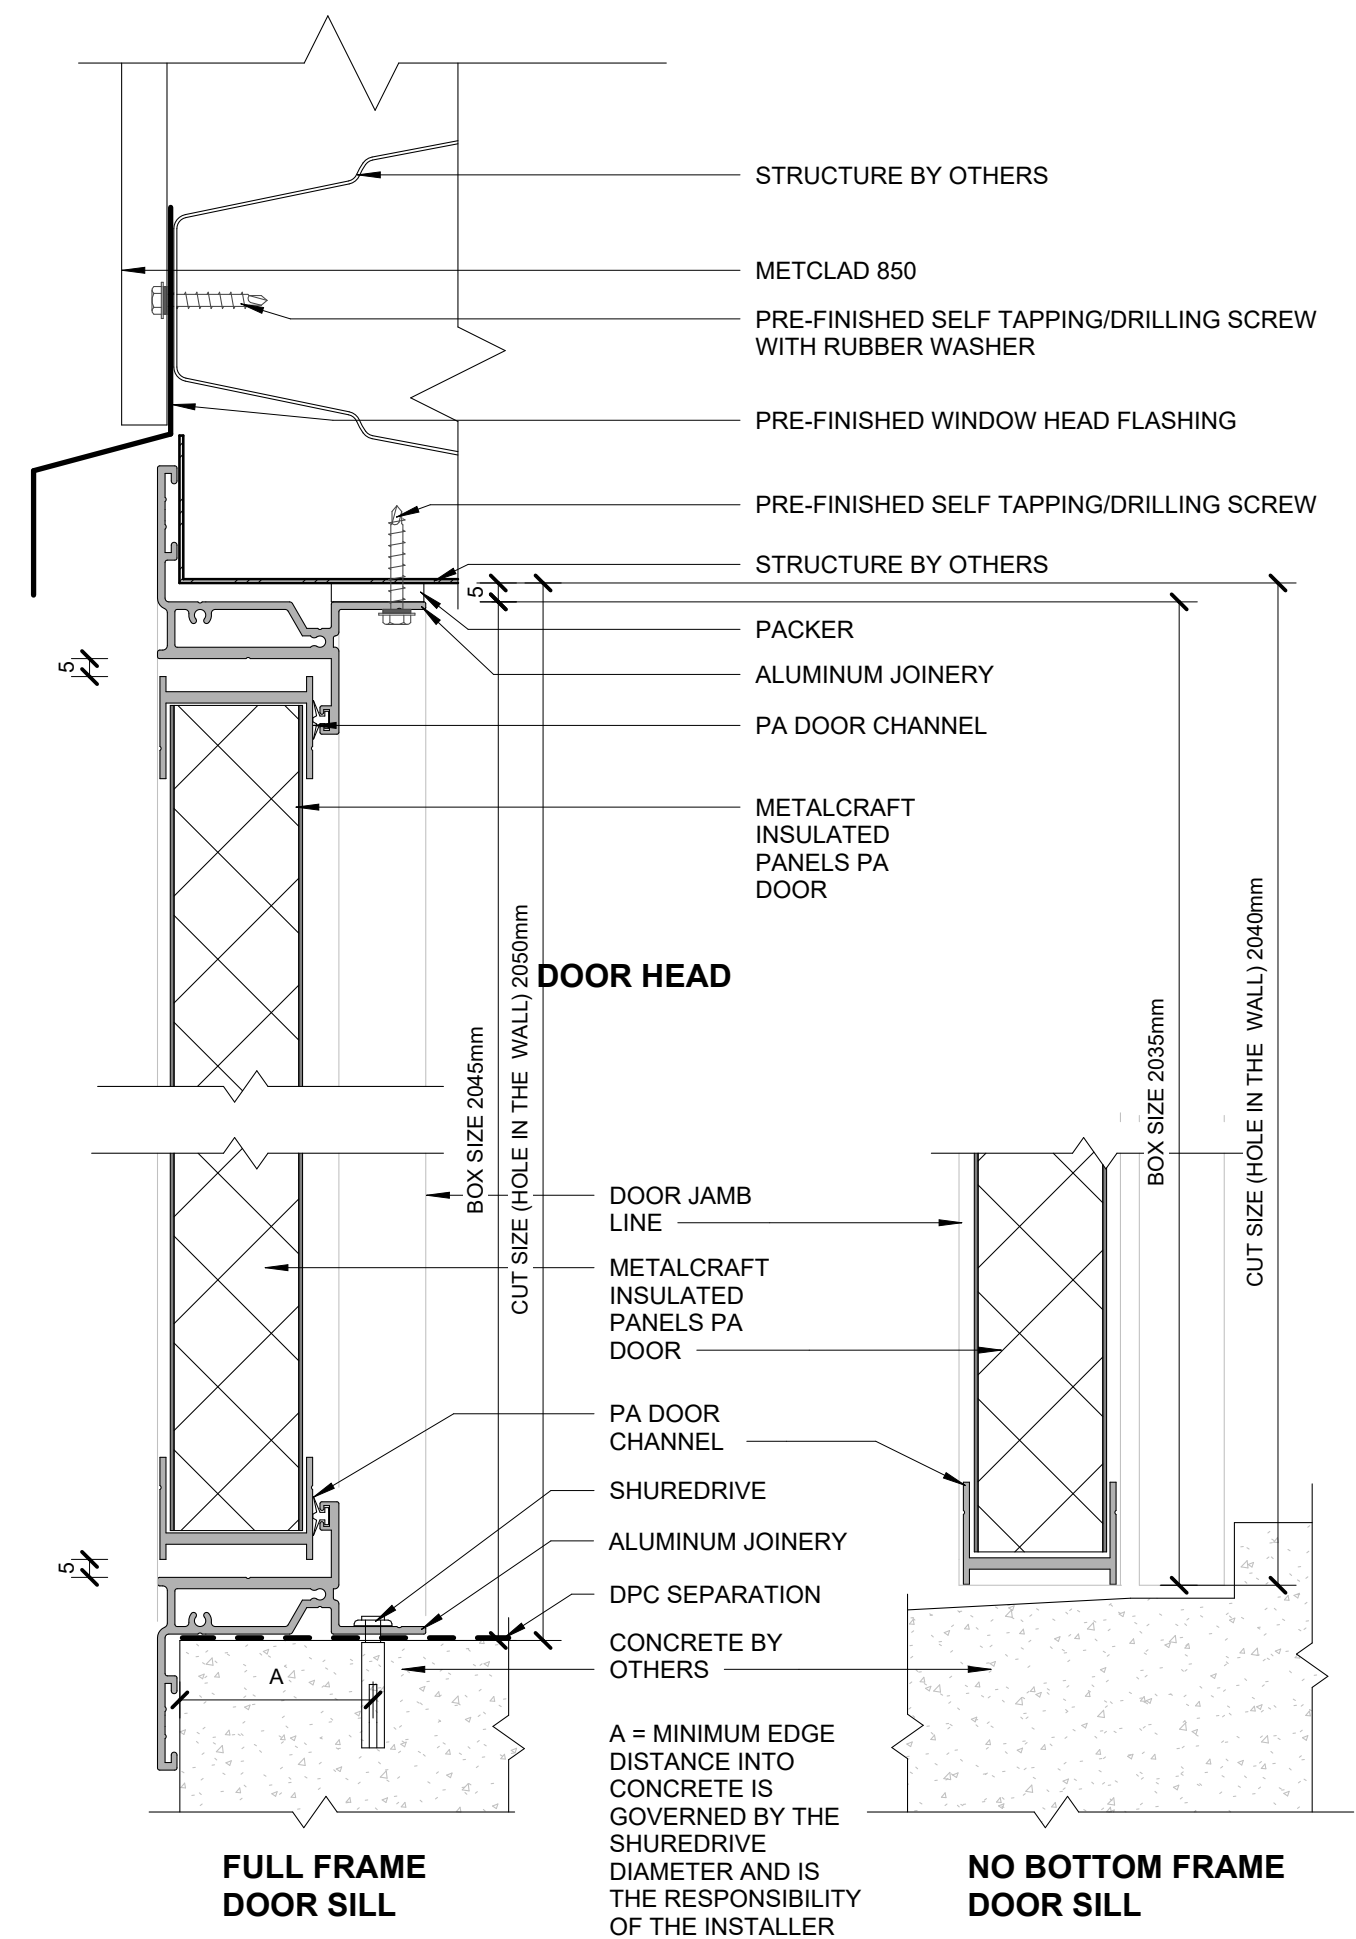 STRUCTURE BY OTHERS
METCLAD 850
PRE-FINISHED SELF TAPPING/DRILLING SCREW
WITH RUBBER WASHER
PRE-FINISHED WINDOW HEAD FLASHING
PRE-FINISHED SELF TAPPING/DRILLING SCREW
STRUCTURE BY OTHERS
5
PACKER
5
ALUMINUM JOINERY
PA DOOR CHANNEL
METALCRAFT
INSULATED
PANELS PA
DOOR
DOOR HEAD
BOX SIZE 2045mm
CUT SIZE (HOLE IN THE WALL) 2050mm
BOX SIZE 2035mm
CUT SIZE (HOLE IN THE WALL) 2040mm
DOOR JAMB
LINE
METALCRAFT
INSULATED
PANELS PA
DOOR
PA DOOR
CHANNEL
SHUREDRIVE
ALUMINUM JOINERY
5
DPC SEPARATION
CONCRETE BY
OTHERS
A
A = MINIMUM EDGE
DISTANCE INTO
CONCRETE IS
GOVERNED BY THE
SHUREDRIVE
DIAMETER AND IS
THE RESPONSIBILITY
OF THE INSTALLER
FULL FRAME
DOOR SILL
NO BOTTOM FRAME
DOOR SILL